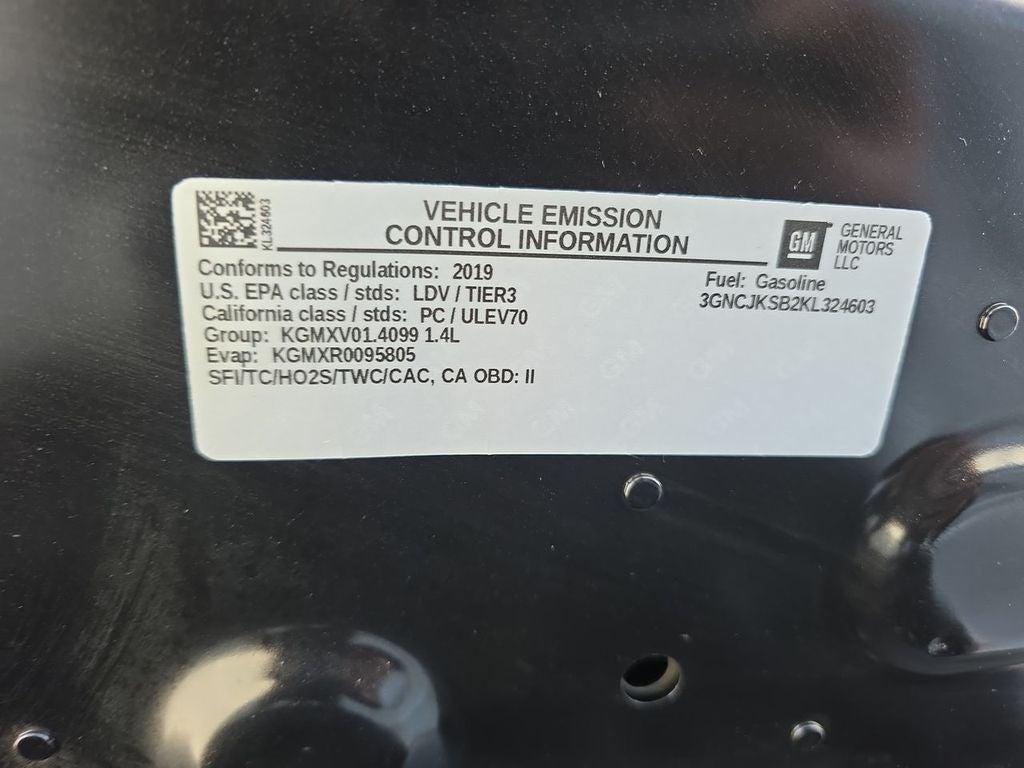 KL324603
VEHICLE EMISSION
CONTROL INFORMATION
GM
GENERAL
MOTORS
LLC
Conforms to Regulations: 2019
U.S. EPA class / stds: LDV / TIER3
California class / stds: PC / ULEV70
Group: KGMXV01.4099 1.4L
Evap: KGMXR0095805
SFI/TC/HO2S/TWC/CAC, CA OBD: II
Fuel: Gasoline
3GNCJKSB2KL324603